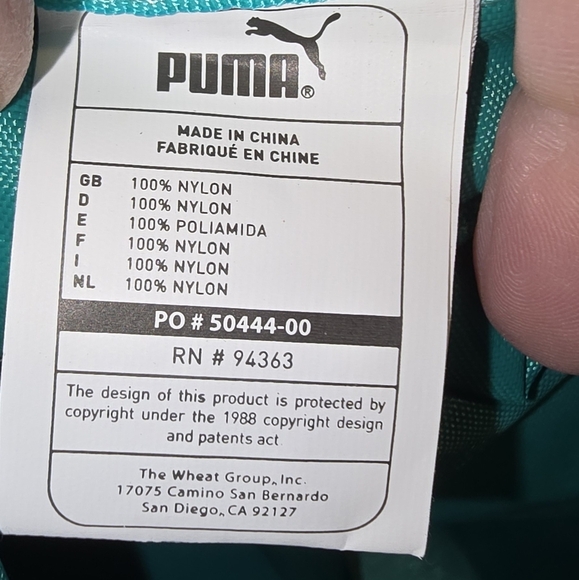 PUMA®
MADE IN CHINA
FABRIQUÉ EN CHINE
GB 100% NYLON
D 100% NYLON
E 100% POLIAMIDA
F 100% NYLON
I 100% NYLON
NL 100% NYLON
PO # 50444-00
RN # 94363
The design of this product is protected by
copyright under the 1988 copyright design
and patents act.
The Wheat Group, Inc.
17075 Camino San Bernardo
San Diego, CA 92127